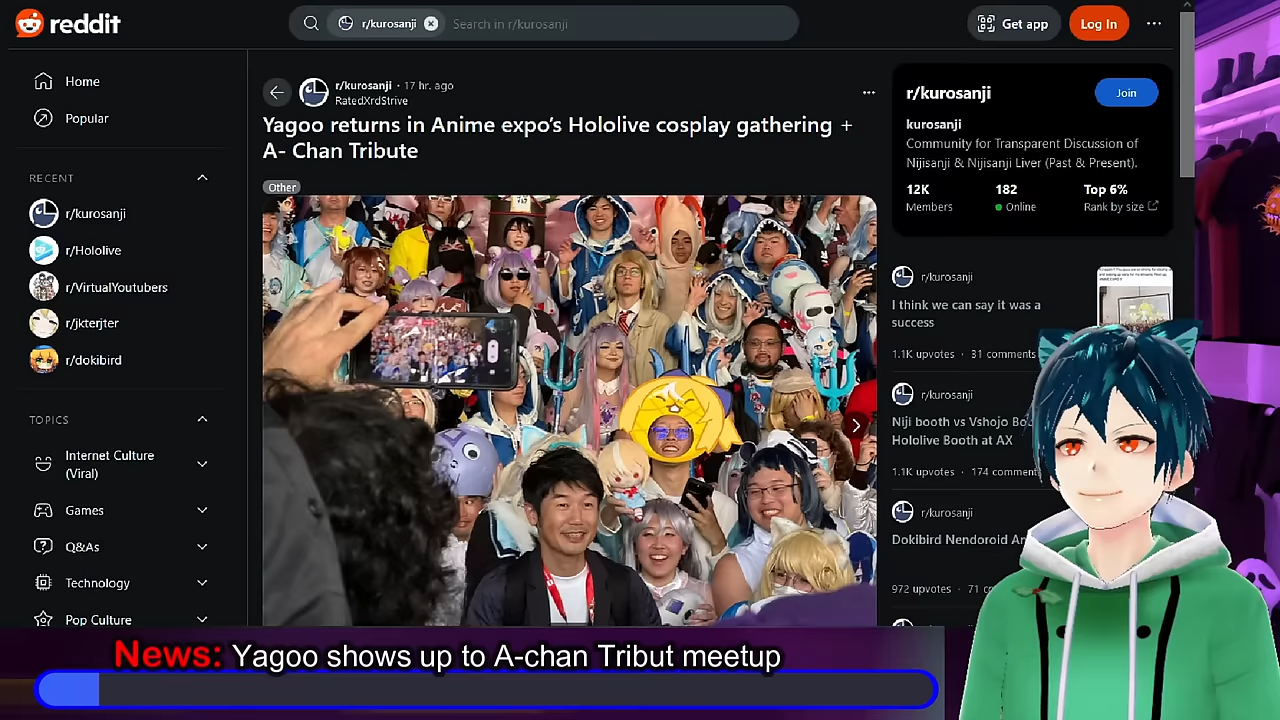 reddit
r/kurosanji
Search in r/kurosanji
Get app
Log In
Home
Popular
RECENT
r/kurosanji
r/Hololive
r/VirtualYoutubers
r/jkterjter
r/dokibird
TOPICS
Internet Culture
(Viral)
Games
Q&As
Technology
Pop Culture
r/kurosanji · 17 hr. ago
RatedXrdStrive
Yagoo returns in Anime expo's Hololive cosplay gathering +
A- Chan Tribute
Other
r/kurosanji
Join
kurosanji
Community for Transparent Discussion of
Nijisanji & Nijisanji Liver (Past & Present).
12K
182
Top 6%
Members
Online
Rank by size
r/kurosanji
I think we can say it was a
success
1.1K upvotes · 31 comments
r/kurosanji
Niji booth vs Vshojo Bo
Hololive Booth at AX
1.1K upvotes · 174 comment
r/kurosanji
Dokibird Nendoroid An
972 upvotes · 71 c
News: Yagoo shows up to A-chan Tribut meetup